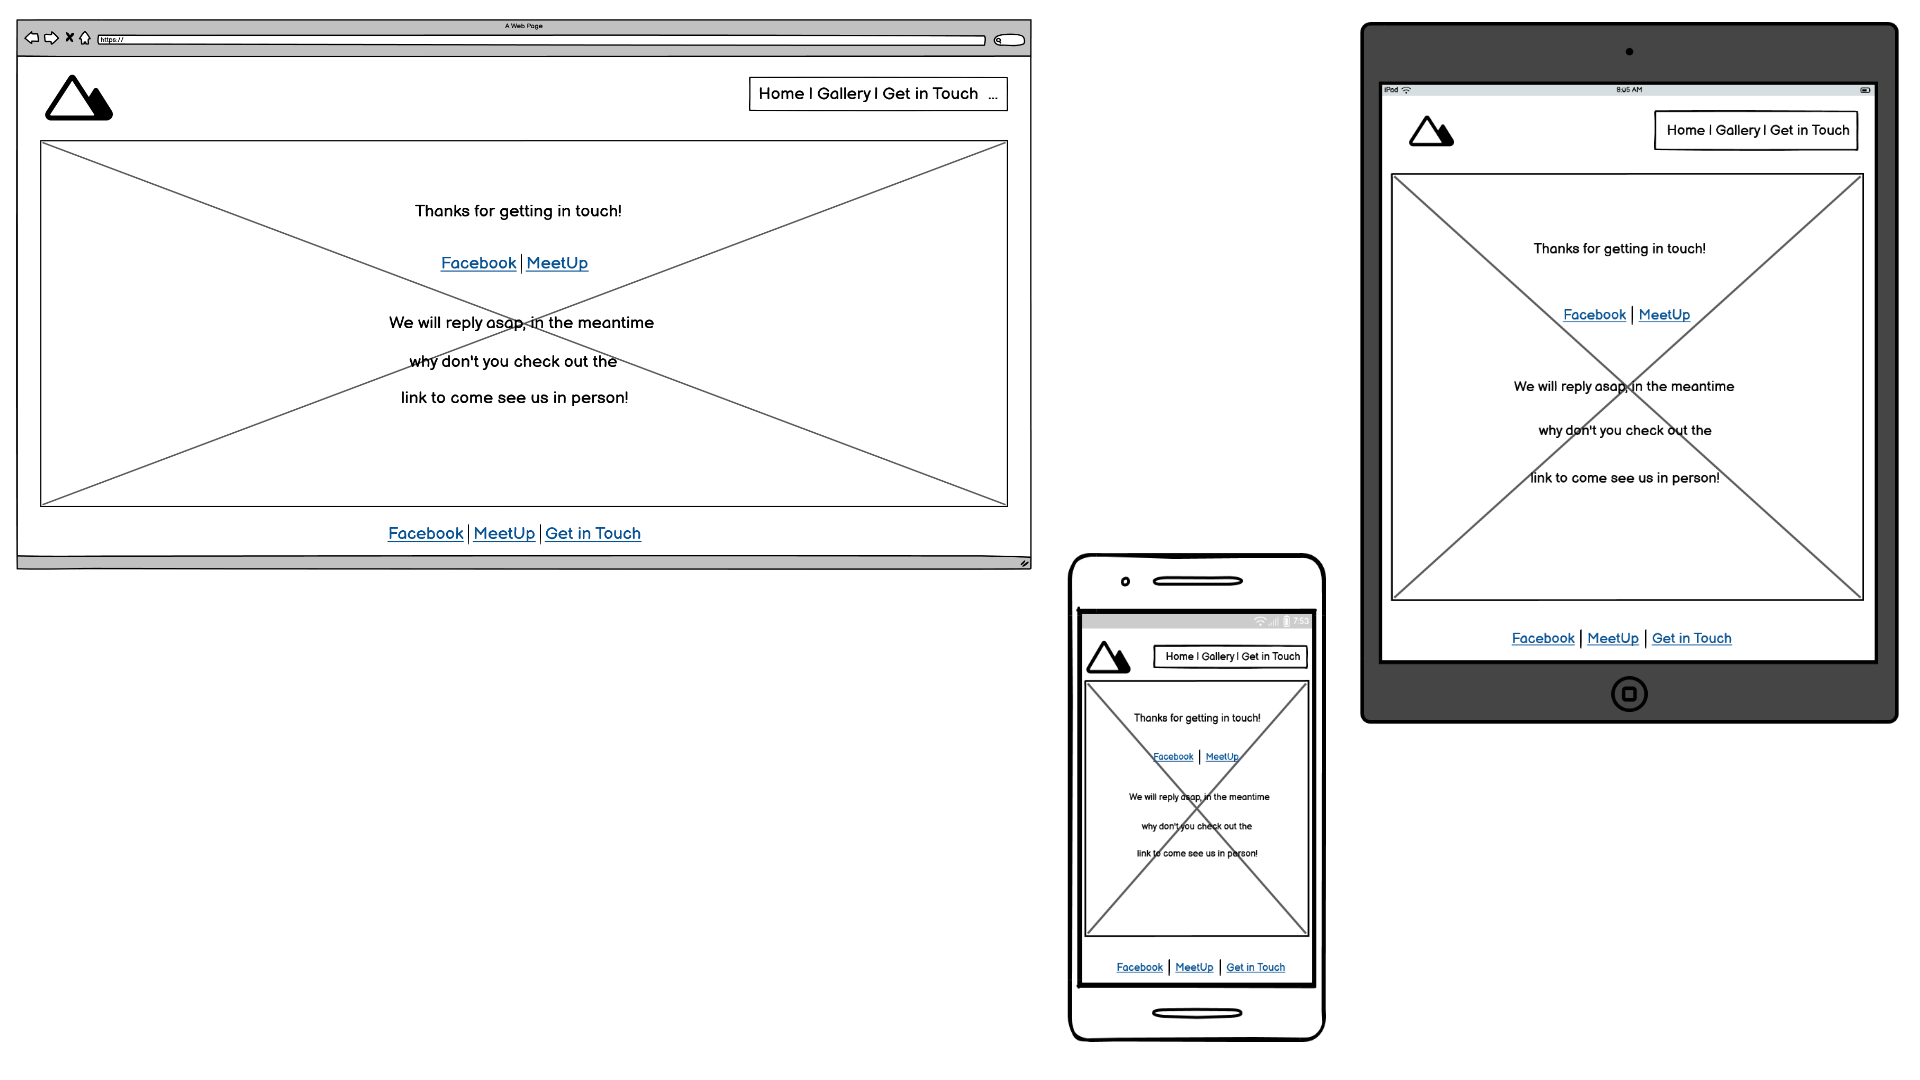 A Web Page
https://
Home | Gallery | Get in Touch ...
Thanks for getting in touch!
Facebook | MeetUp
We will reply asap, in the meantime
why don't you check out the
link to come see us in person!
Facebook | MeetUp | Get in Touch
iPad 8:05 AM
Home | Gallery | Get in Touch
Thanks for getting in touch!
Facebook | MeetUp
We will reply asap, in the meantime
why don't you check out the
link to come see us in person!
Facebook | MeetUp | Get in Touch
7:53
Home | Gallery | Get in Touch
Thanks for getting in touch!
Facebook | MeetUp
We will reply asap, in the meantime
why don't you check out the
link to come see us in person!
Facebook | MeetUp | Get in Touch